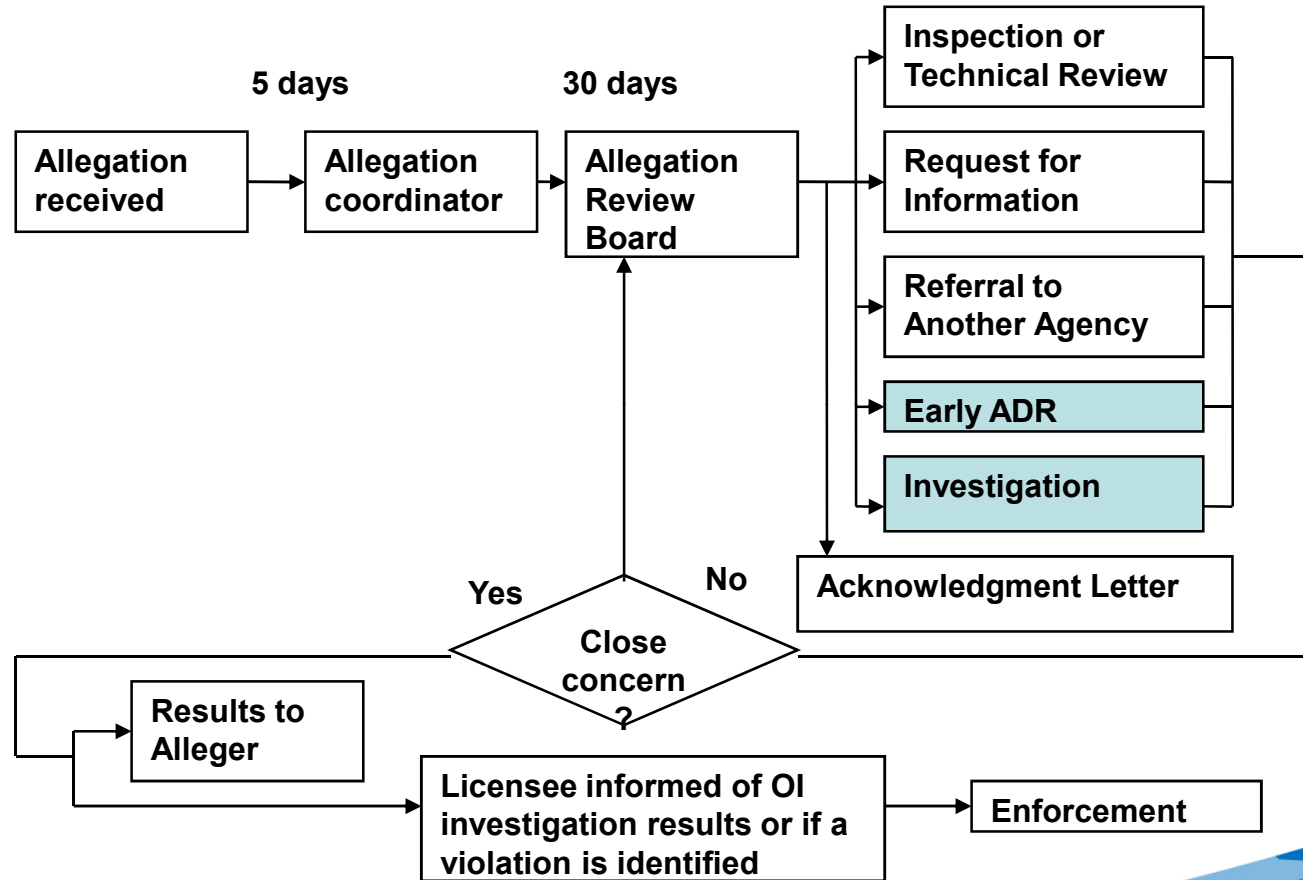 5 days
30 days
Allegation
received
Allegation
coordinator
Allegation
Review
Board
Inspection or
Technical Review
Request for
Information
Referral to
Another Agency
Early ADR
Investigation
Acknowledgment Letter
Yes
No
Close
concern
?
Results to
Alleger
Licensee informed of OI
investigation results or if a
violation is identified
Enforcement